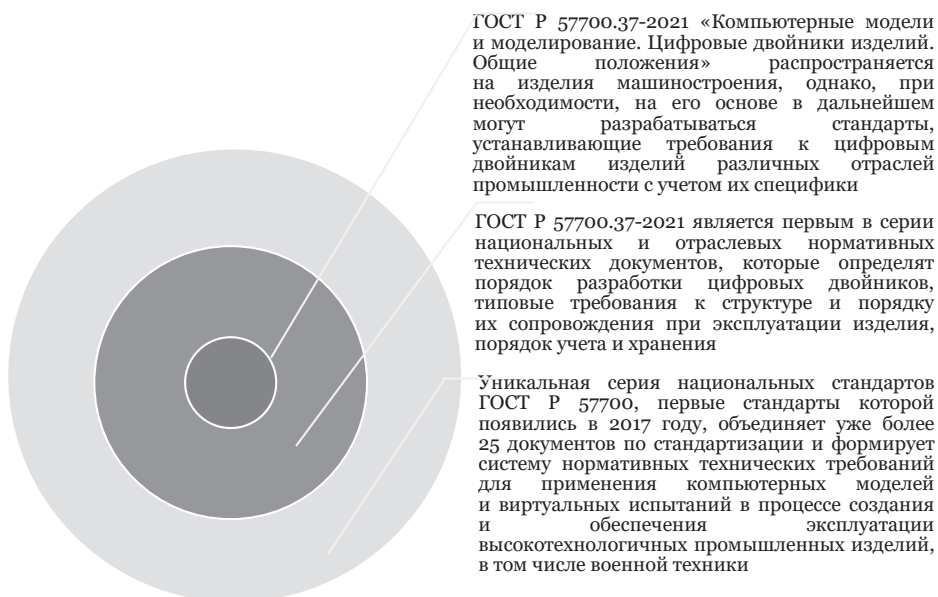 ГОСТ Р 57700.37-2021 «Компьютерные модели
и моделирование. Цифровые двойники изделий.
Общие положения» распространяется
на изделия машиностроения, однако, при
необходимости, на его основе в дальнейшем
могут разрабатываться стандарты,
устанавливающие требования к цифровым
двойникам изделий различных отраслей
промышленности с учетом их специфики
ГОСТ Р 57700.37-2021 является первым в серии
национальных и отраслевых нормативных
технических документов, которые определят
порядок разработки цифровых двойников,
типовые требования к структуре и порядку
их сопровождения при эксплуатации изделия,
порядок учета и хранения
Уникальная серия национальных стандартов
ГОСТ Р 57700, первые стандарты которой
появились в 2017 году, объединяет уже более
25 документов по стандартизации и формирует
систему нормативных технических требований
для применения компьютерных моделей
и виртуальных испытаний в процессе создания
и обеспечения эксплуатации
высокотехнологичных промышленных изделий,
в том числе военной техники